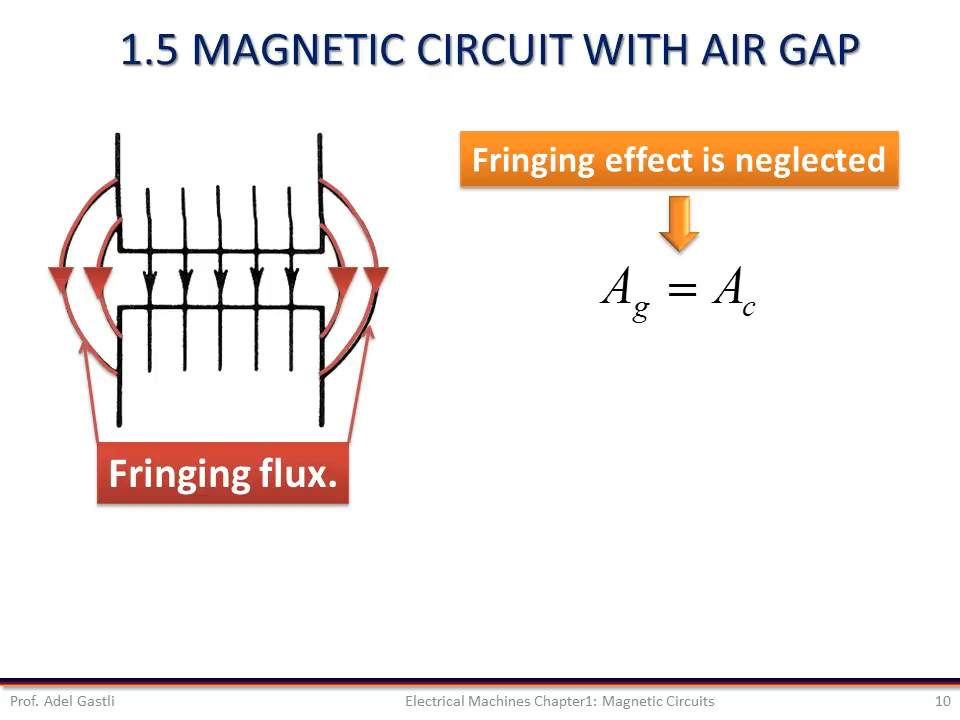 1.5 MAGNETIC CIRCUIT WITH AIR GAP
Fringing effect is neglected
A_g = A_c
Fringing flux.
Prof. Adel Gastli
Electrical Machines Chapter1: Magnetic Circuits
10